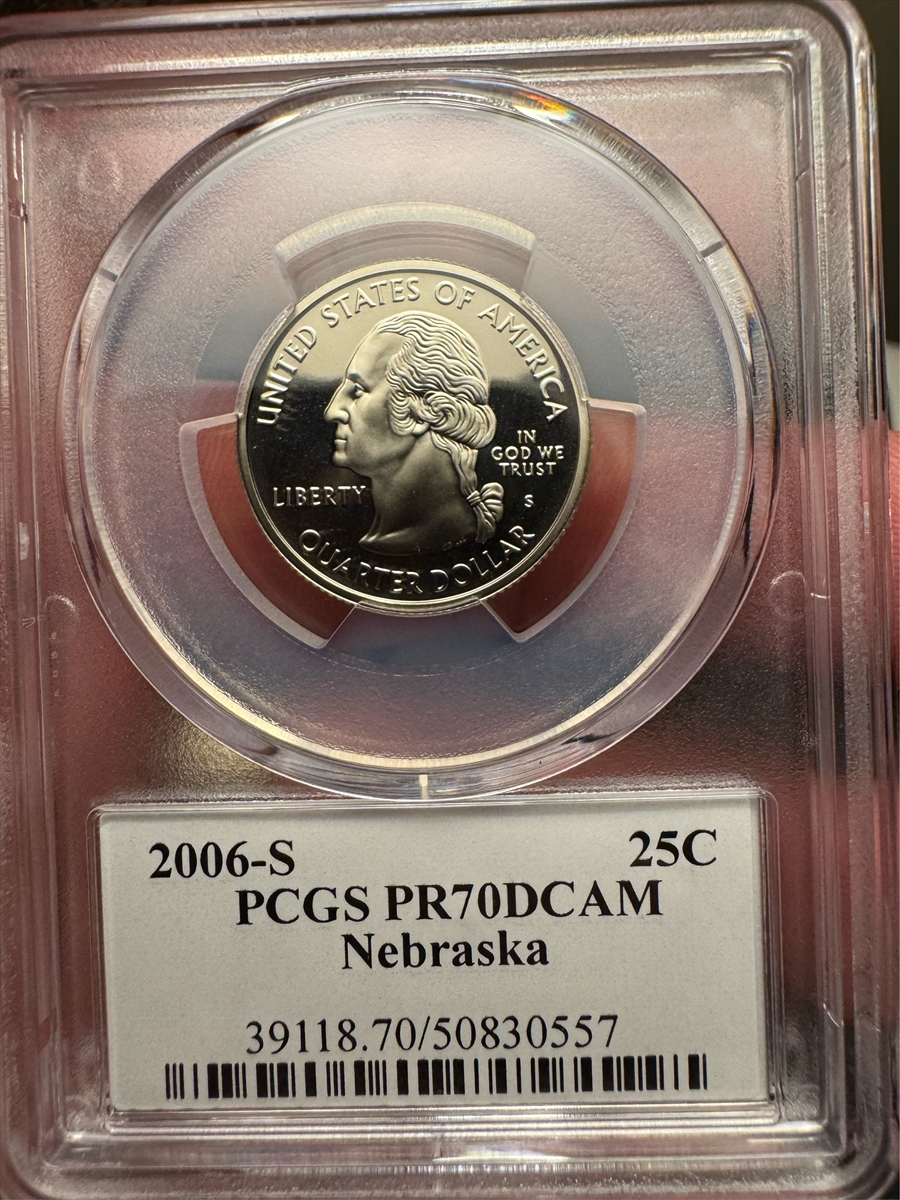 UNITED STATES OF AMERICA
IN
GOD WE
TRUST
LIBERTY
S
QUARTER DOLLAR
2006-S 25C
PCGS PR70DCAM
Nebraska
39118.70/50830557